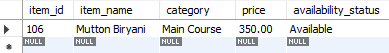 item_id item_name category price availability_status
106 Mutton Biryani Main Course 350.00 Available
NULL NULL NULL NULL NULL